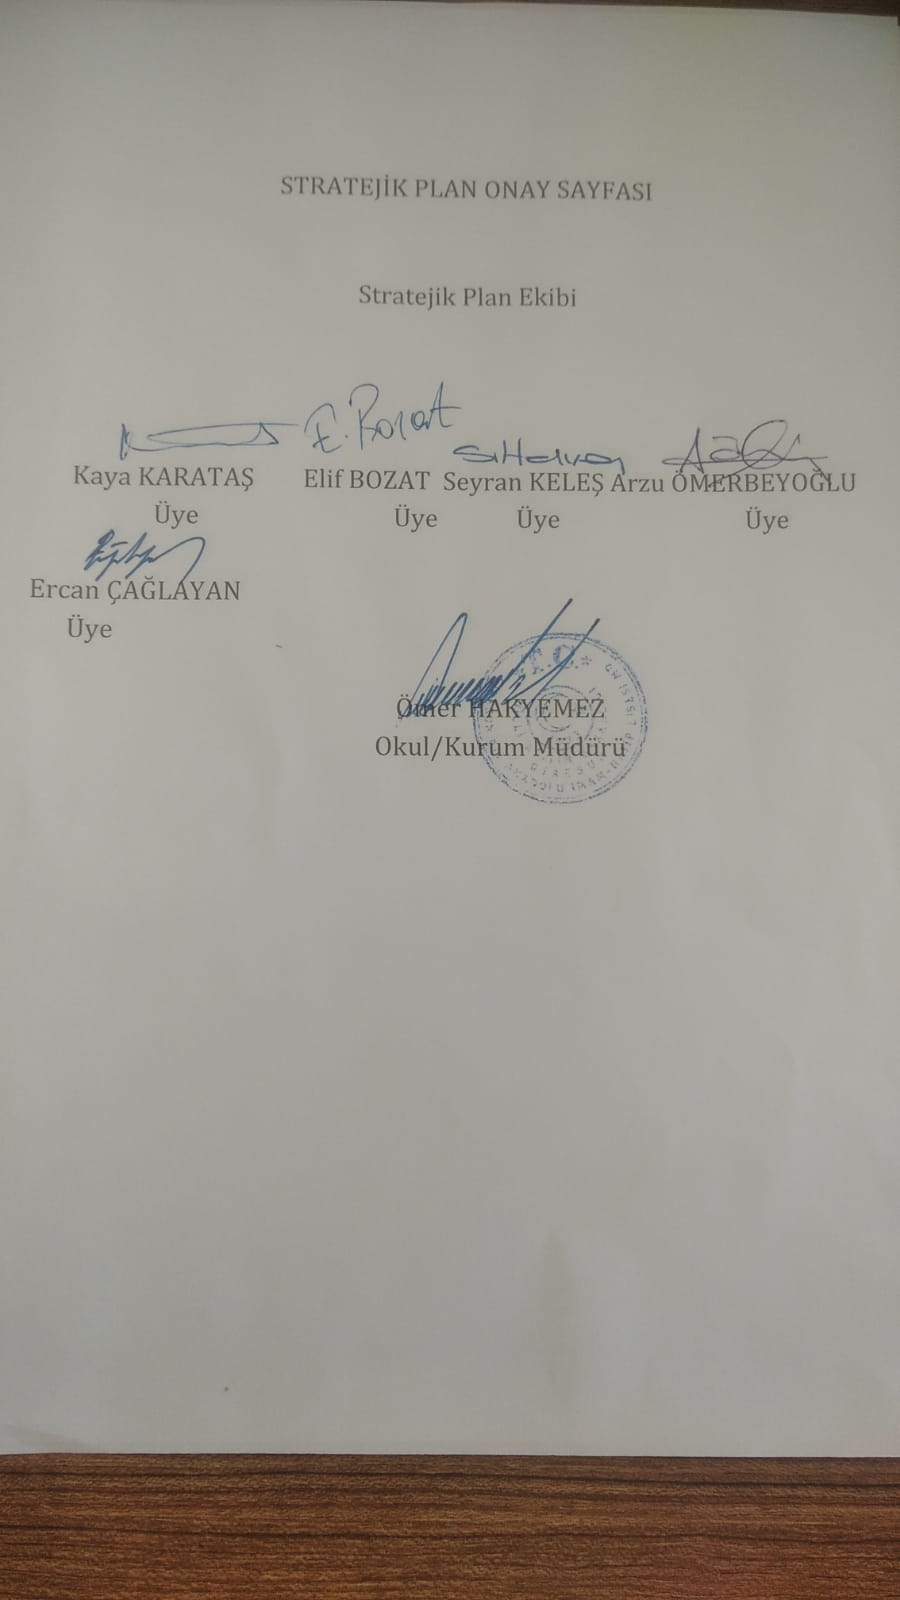 STRATEJİK PLAN ONAY SAYFASI
Stratejik Plan Ekibi
E. Bozat
Kaya KARATAŞ Elif BOZAT Seyran KELEŞ Arzu ÖMERBEYOĞLU
Üye Üye Üye Üye
Ercan ÇAĞLAYAN
Üye
T.C.
Ömer HAKYEMEZ
Okul/Kurum Müdürü